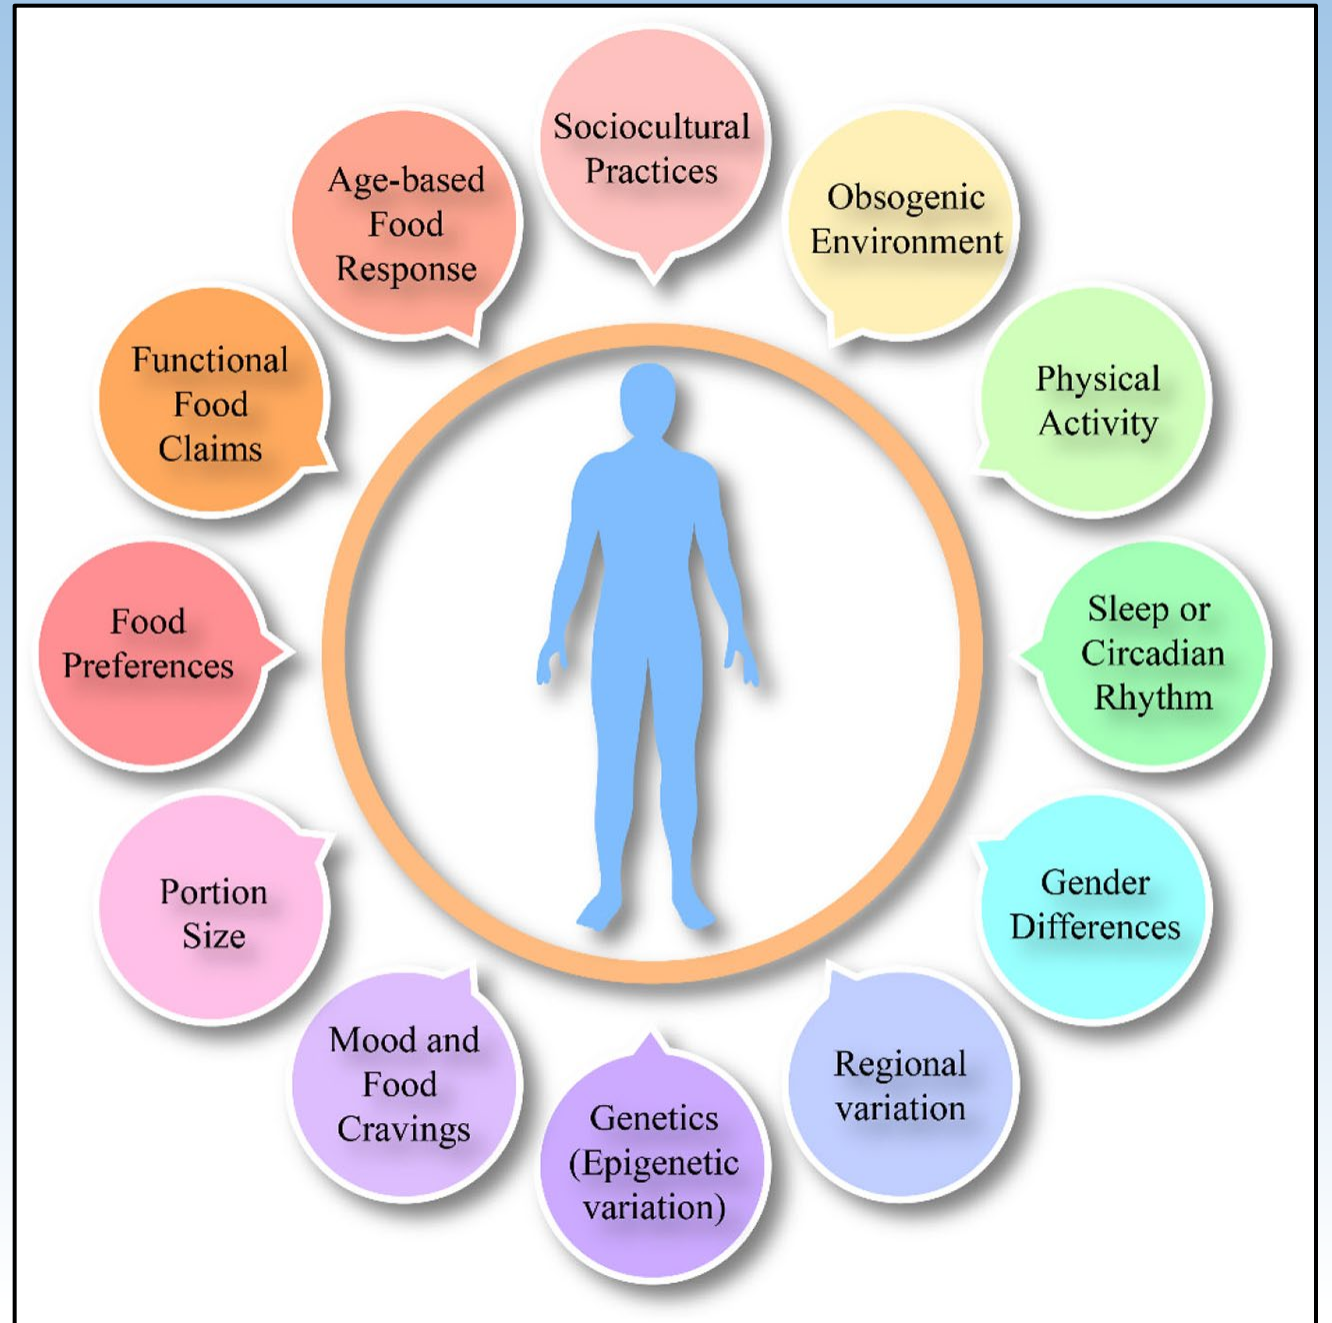 Sociocultural
Practices
Obsogenic
Environment
Physical
Activity
Sleep or
Circadian
Rhythm
Gender
Differences
Regional
variation
Genetics
(Epigenetic
variation)
Mood and
Food
Cravings
Portion
Size
Food
Preferences
Functional
Food
Claims
Age-based
Food
Response